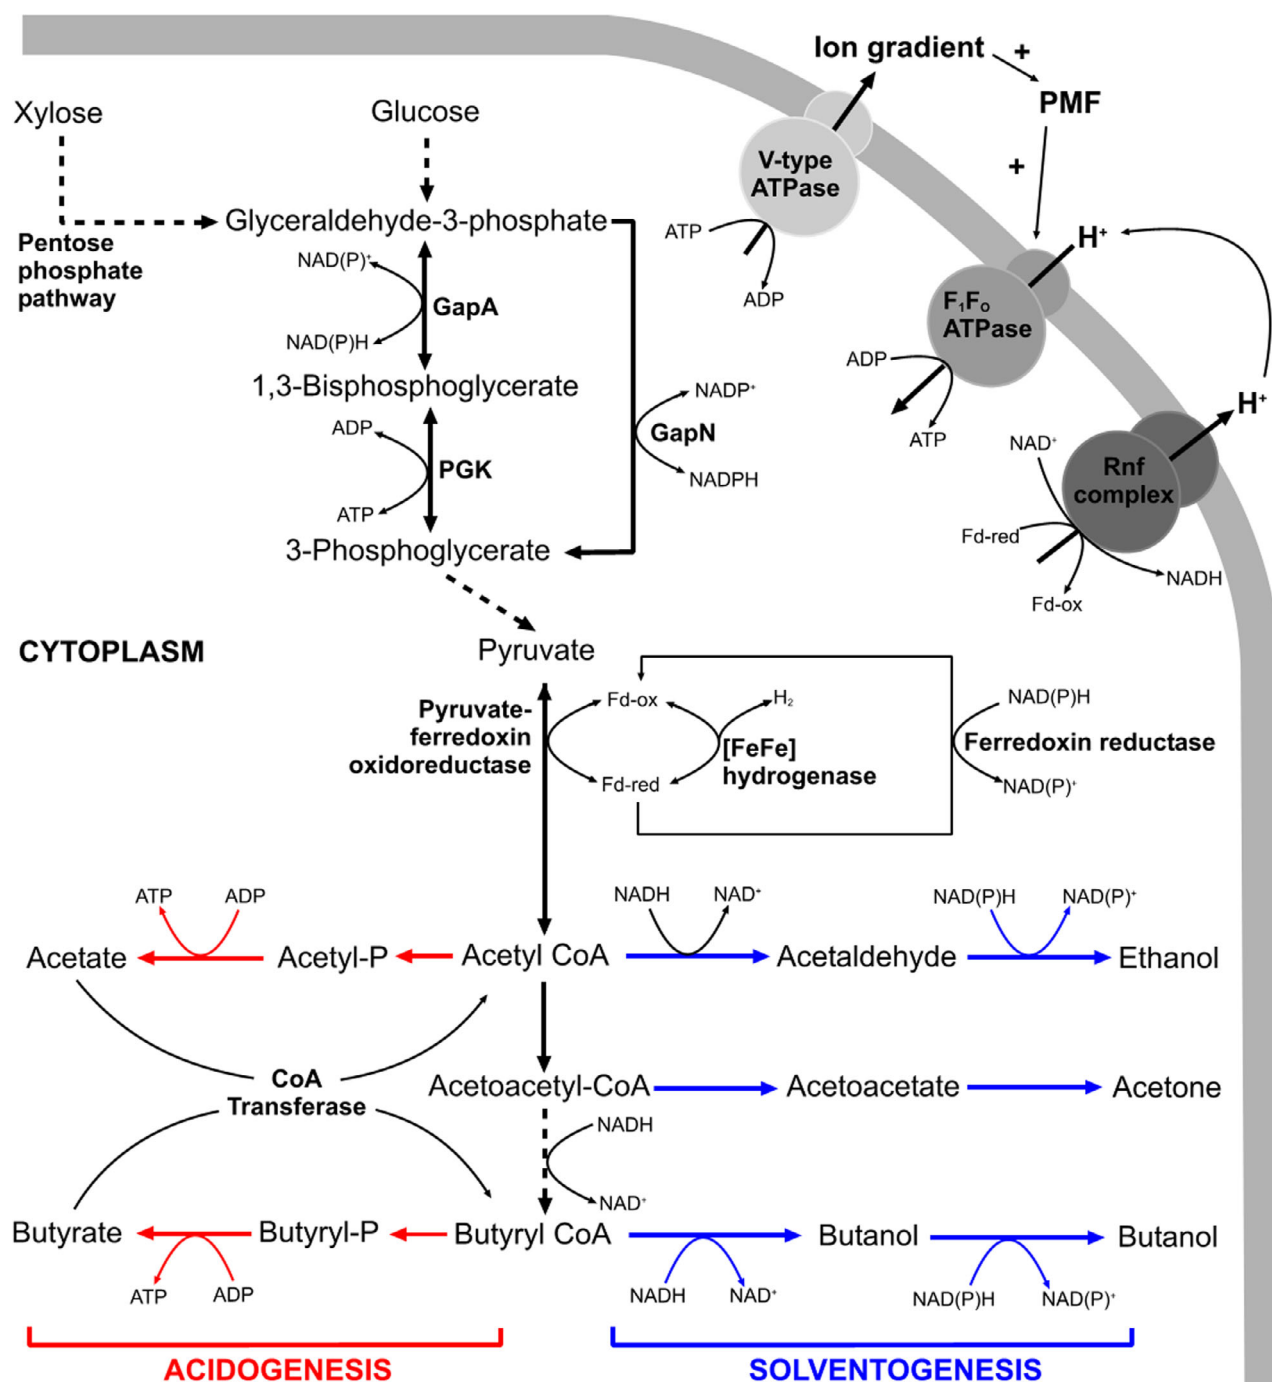 Ion gradient
+
PMF
+
Xylose
Glucose
V-type
ATPase
ATP
ADP
Glyceraldehyde-3-phosphate
Pentose
phosphate
pathway
NAD(P)⁺
GapA
NAD(P)H
H⁺
F₁F₀
ATPase
ADP
ATP
1,3-Bisphosphoglycerate
ADP
PGK
ATP
NADP⁺
GapN
NADPH
H⁺
NAD⁺
Rnf
complex
Fd-red
NADH
Fd-ox
3-Phosphoglycerate
CYTOPLASM
Pyruvate
Pyruvate-
ferredoxin
oxidoreductase
Fd-ox
H₂
[FeFe]
hydrogenase
Fd-red
NAD(P)H
Ferredoxin reductase
NAD(P)⁺
ATP
ADP
NADH
NAD⁺
NAD(P)H
NAD(P)⁺
Acetate
Acetyl-P
Acetyl CoA
Acetaldehyde
Ethanol
CoA
Transferase
Acetoacetyl-CoA
Acetoacetate
Acetone
NADH
NAD⁺
Butyrate
Butyryl-P
Butyryl CoA
Butanol
Butanol
ATP
ADP
NADH
NAD⁺
NAD(P)H
NAD(P)⁺
ACIDOGENESIS
SOLVENTOGENESIS